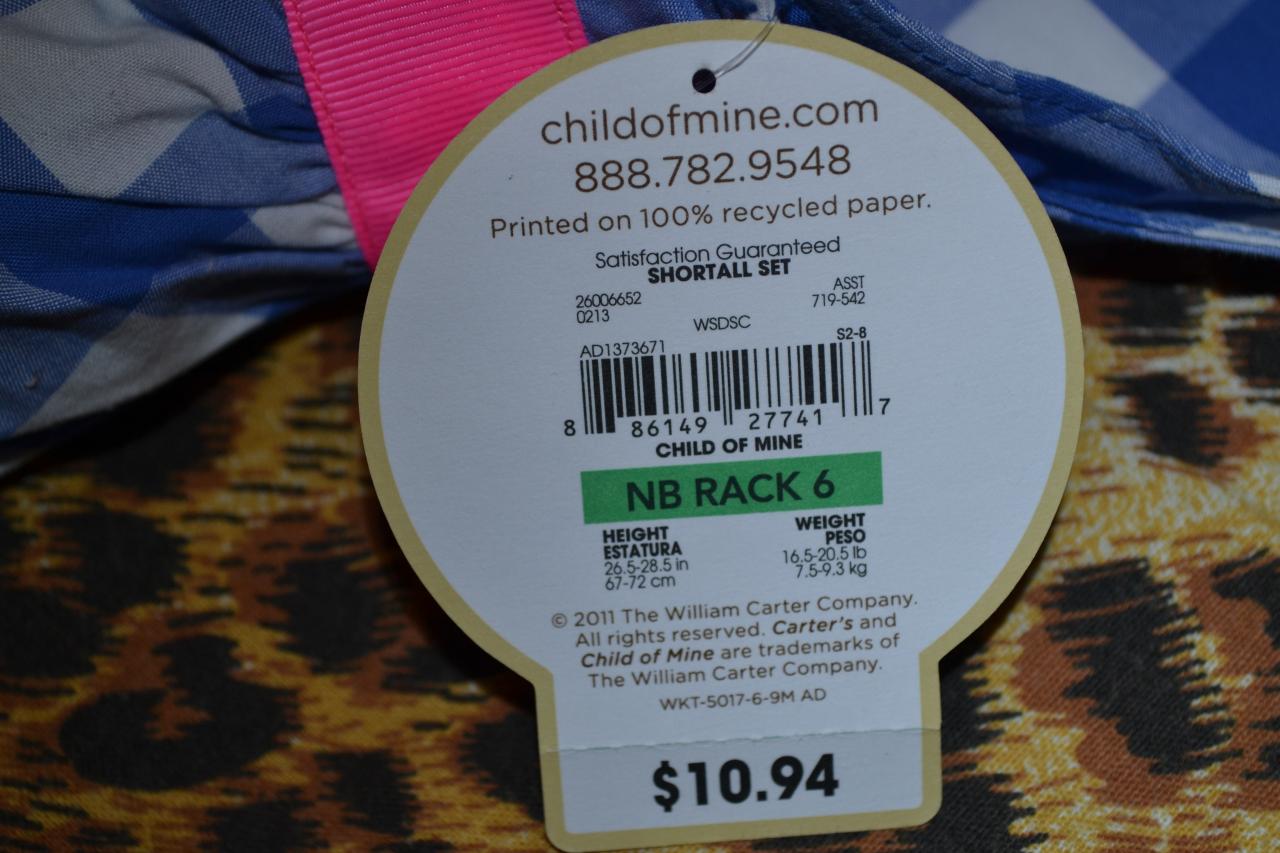 childofmine.com
888.782.9548
Printed on 100% recycled paper.
Satisfaction Guaranteed
SHORTALL SET
26006652 ASST
0213 719-542
WSDSC
AD1373671 S2-8
8 86149 27741 7
CHILD OF MINE
NB RACK 6
HEIGHT WEIGHT
ESTATURA PESO
26.5-28.5 in 16.5-20.5 lb
67-72 cm 7.5-9.3 kg
© 2011 The William Carter Company.
All rights reserved. Carter's and
Child of Mine are trademarks of
The William Carter Company.
WKT-5017-6-9M AD
$10.94